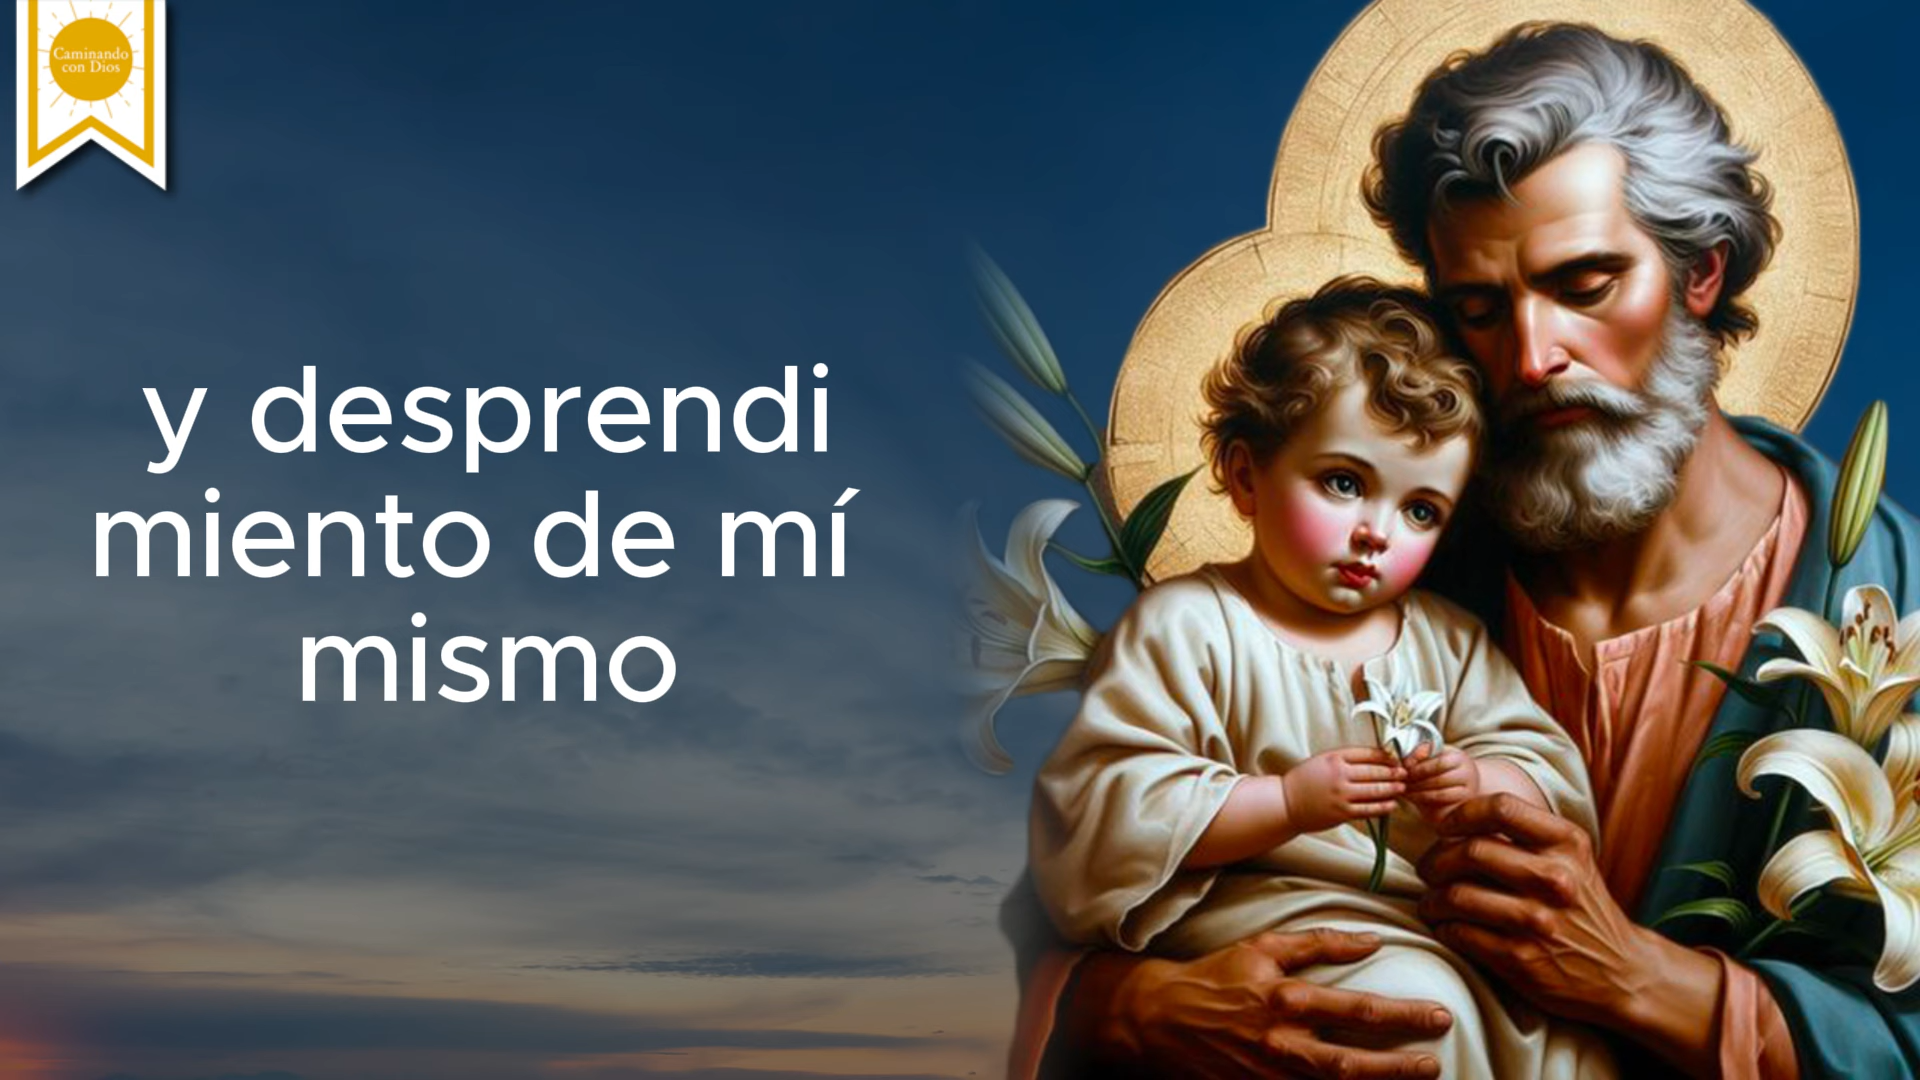 Caminando
con Dios
y desprendi
miento de mí
mismo